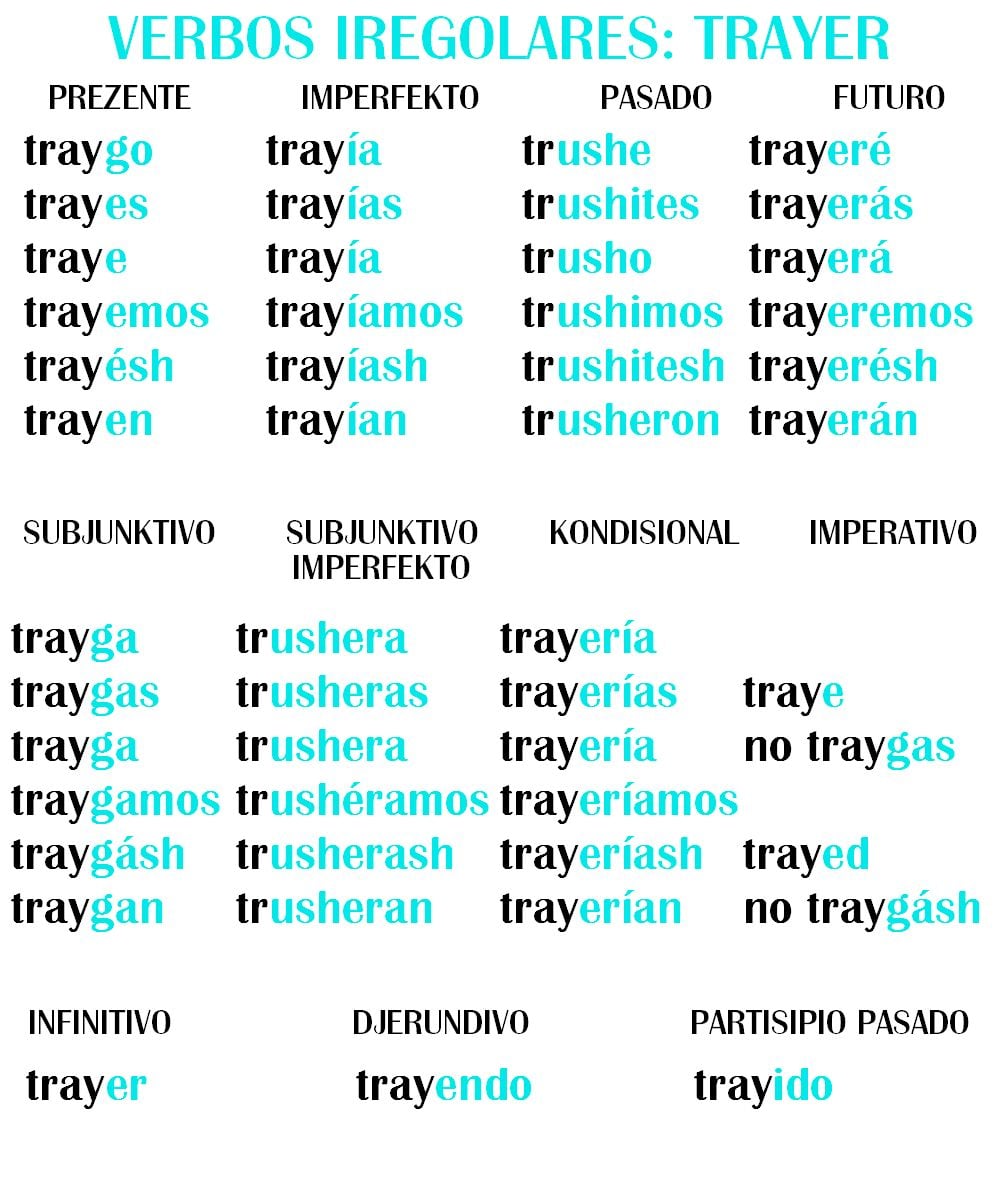 VERBOS IREGOLARES: TRAYER
PREZENTE IMPERFEKTO PASADO FUTURO
traygo trayía trushe trayeré
trayes trayías trushites trayerás
traye trayía trusho trayerá
trayemos trayíamos trushimos trayeremos
trayésh trayíash trushitesh trayerésh
trayen trayían trusheron trayerán
SUBJUNKTIVO SUBJUNKTIVO KONDISIONAL IMPERATIVO
IMPERFEKTO
trayga trushera trayería
traygas trusheras trayerías traye
trayga trushera trayería no traygas
traygamos trushéramos trayeríamos
traygásh trusherash trayeríash trayed
traygan trusheran trayerían no traygásh
INFINITIVO DJERUNDIVO PARTISIPIO PASADO
trayer trayendo trayido